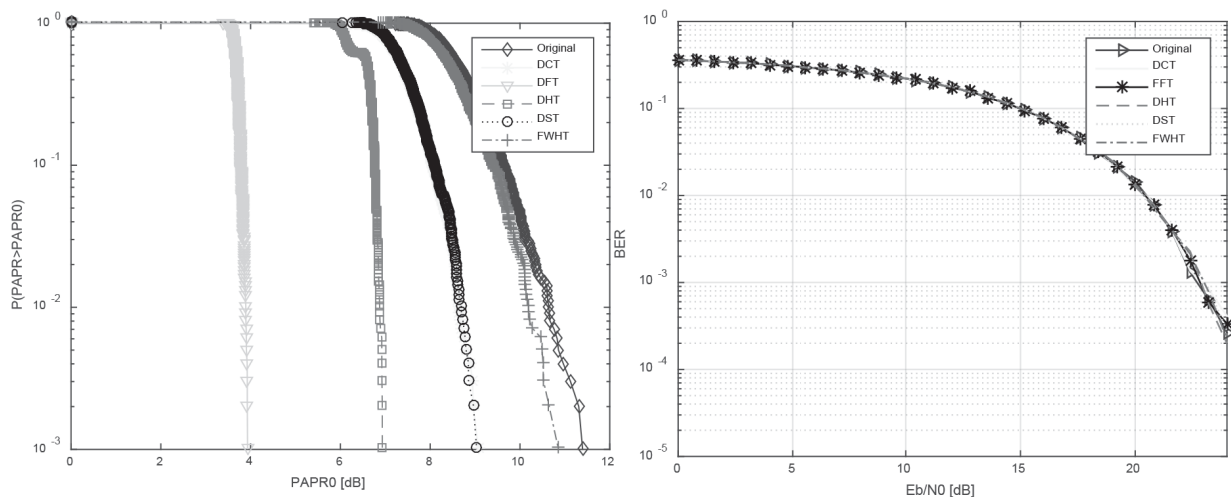 10^0
10^-1
10^-2
10^-3
P(PAPR>PAPR0)
0 2 4 6 8 10 12
PAPR0 [dB]
Original
DCT
DFT
DHT
DST
FWHT
10^0
10^-1
10^-2
10^-3
10^-4
10^-5
BER
0 5 10 15 20
Eb/N0 [dB]
Original
DCT
FFT
DHT
DST
FWHT